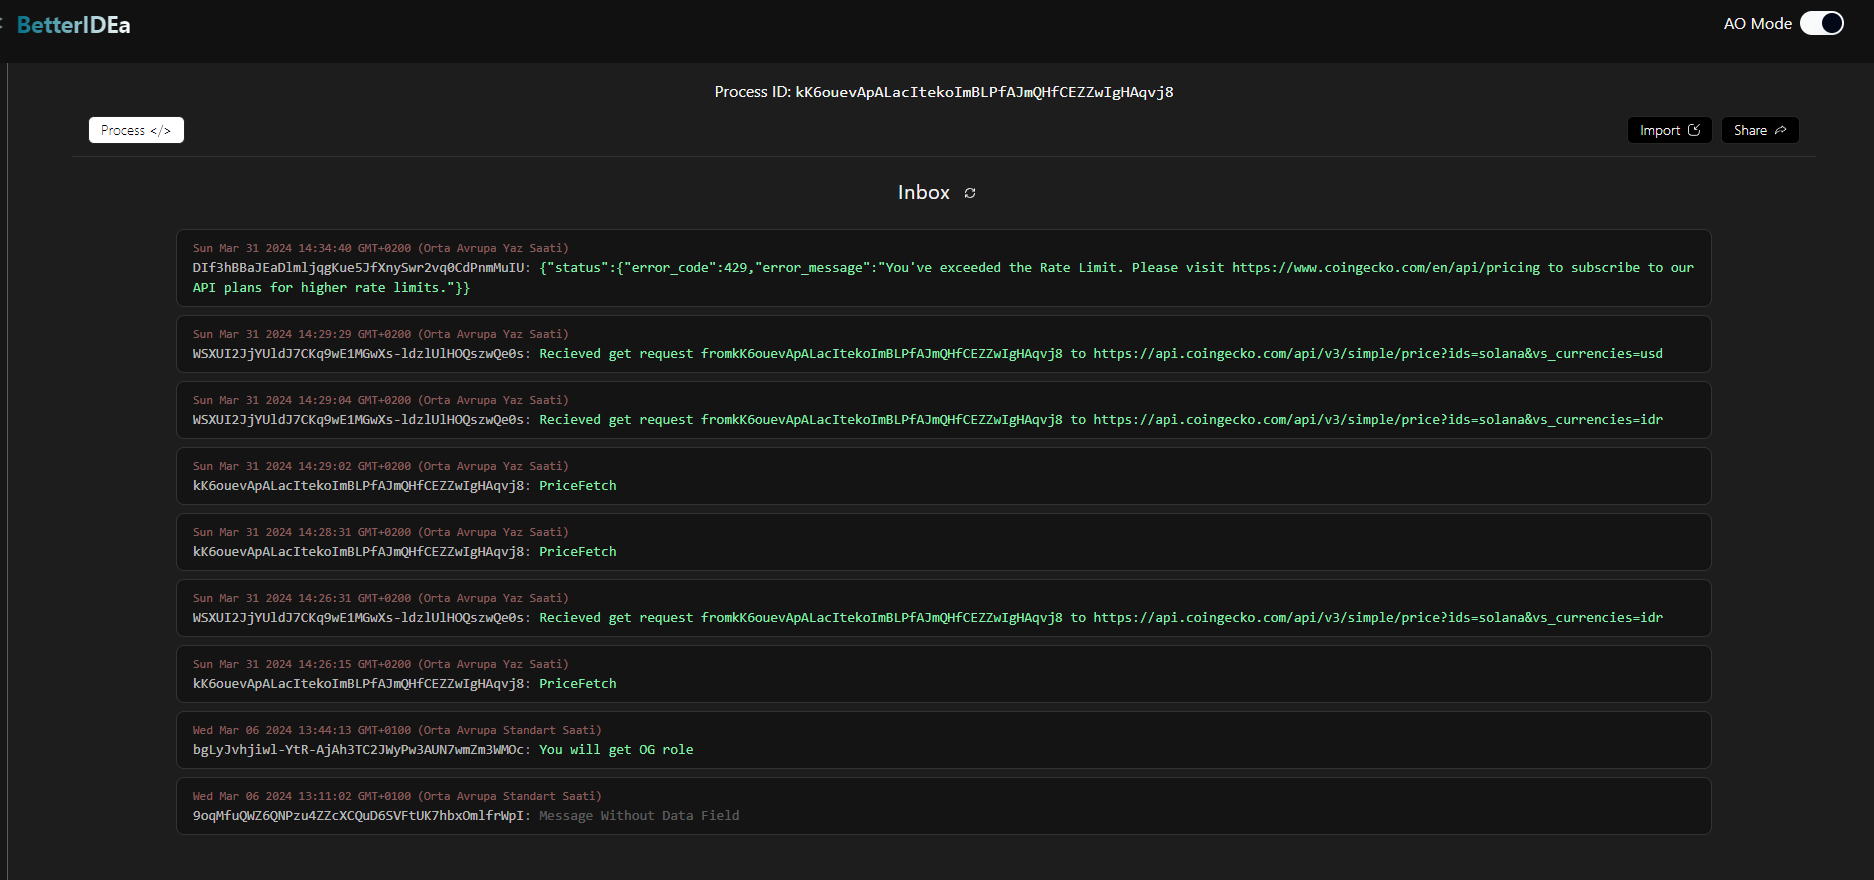 BetterIDEa
AO Mode
Process ID: kK6ouevApALacItekoImBLPfAJmQHfCEZZwIgHAqvj8
Process </>
Import
Share
Inbox
Sun Mar 31 2024 14:34:40 GMT+0200 (Orta Avrupa Yaz Saati)
DIf3hBBaJEaDlmljqgKue5JfXnySwr2vq0CdPnmMuIU: {"status":{"error_code":429,"error_message":"You've exceeded the Rate Limit. Please visit https://www.coingecko.com/en/api/pricing to subscribe to our
API plans for higher rate limits."}}
Sun Mar 31 2024 14:29:29 GMT+0200 (Orta Avrupa Yaz Saati)
WSXUI2JjYUldJ7CKq9wE1MGwXs-ldzlUlHOQszwQe0s: Recieved get request fromkK6ouevApALacItekoImBLPfAJmQHfCEZZwIgHAqvj8 to https://api.coingecko.com/api/v3/simple/price?ids=solana&vs_currencies=usd
Sun Mar 31 2024 14:29:04 GMT+0200 (Orta Avrupa Yaz Saati)
WSXUI2JjYUldJ7CKq9wE1MGwXs-ldzlUlHOQszwQe0s: Recieved get request fromkK6ouevApALacItekoImBLPfAJmQHfCEZZwIgHAqvj8 to https://api.coingecko.com/api/v3/simple/price?ids=solana&vs_currencies=idr
Sun Mar 31 2024 14:29:02 GMT+0200 (Orta Avrupa Yaz Saati)
kK6ouevApALacItekoImBLPfAJmQHfCEZZwIgHAqvj8: PriceFetch
Sun Mar 31 2024 14:28:31 GMT+0200 (Orta Avrupa Yaz Saati)
kK6ouevApALacItekoImBLPfAJmQHfCEZZwIgHAqvj8: PriceFetch
Sun Mar 31 2024 14:26:31 GMT+0200 (Orta Avrupa Yaz Saati)
WSXUI2JjYUldJ7CKq9wE1MGwXs-ldzlUlHOQszwQe0s: Recieved get request fromkK6ouevApALacItekoImBLPfAJmQHfCEZZwIgHAqvj8 to https://api.coingecko.com/api/v3/simple/price?ids=solana&vs_currencies=idr
Sun Mar 31 2024 14:26:15 GMT+0200 (Orta Avrupa Yaz Saati)
kK6ouevApALacItekoImBLPfAJmQHfCEZZwIgHAqvj8: PriceFetch
Wed Mar 06 2024 13:44:13 GMT+0100 (Orta Avrupa Standart Saati)
bgLyJvhjiwl-YtR-AjAh3TC2JWyPw3AUN7wmZm3WMOc: You will get OG role
Wed Mar 06 2024 13:11:02 GMT+0100 (Orta Avrupa Standart Saati)
9oqMfuQWZ6QNPzu4ZZcXCQuD6SVFtUK7hbxOmlfrWpI: Message Without Data Field